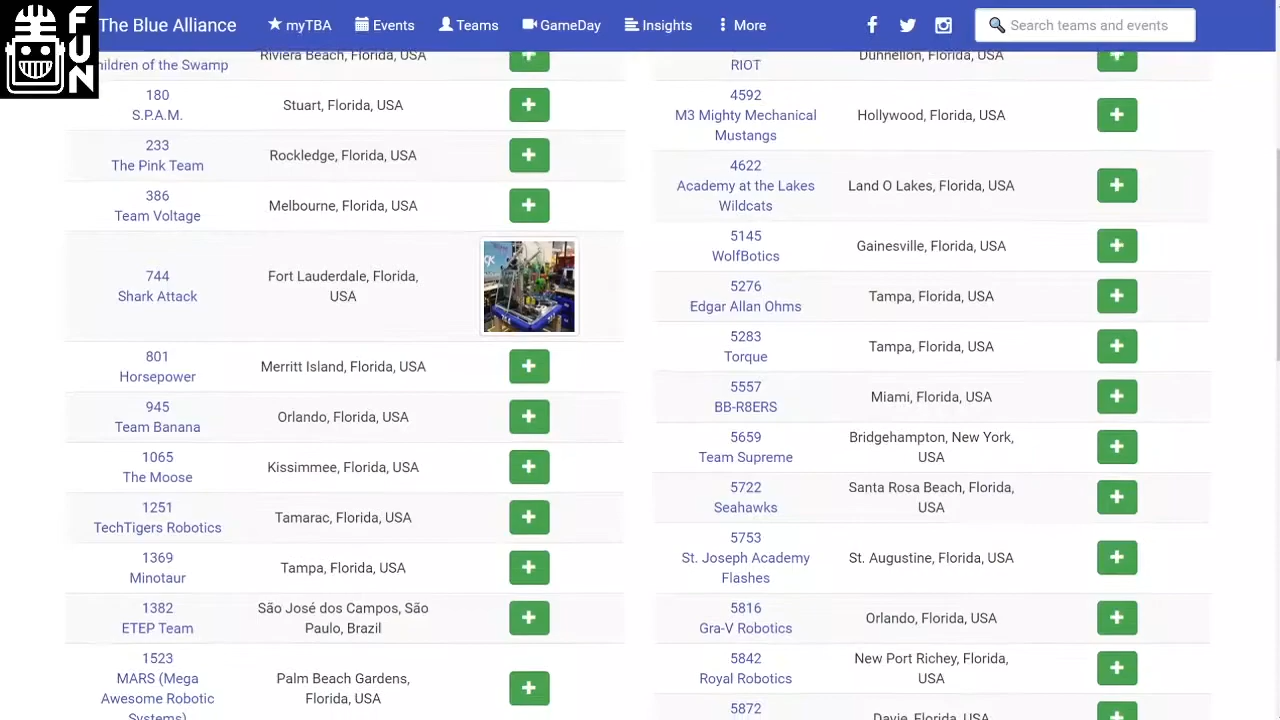 FUN
The Blue Alliance
myTBA
Events
Teams
GameDay
Insights
More
Search teams and events
hildren of the Swamp
Riviera Beach, Florida, USA
180
S.P.A.M.
Stuart, Florida, USA
233
The Pink Team
Rockledge, Florida, USA
386
Team Voltage
Melbourne, Florida, USA
744
Shark Attack
Fort Lauderdale, Florida,
USA
801
Horsepower
Merritt Island, Florida, USA
945
Team Banana
Orlando, Florida, USA
1065
The Moose
Kissimmee, Florida, USA
1251
TechTigers Robotics
Tamarac, Florida, USA
1369
Minotaur
Tampa, Florida, USA
1382
ETEP Team
São José dos Campos, São
Paulo, Brazil
1523
MARS (Mega
Awesome Robotic
Systems)
Palm Beach Gardens,
Florida, USA
RIOT
Dunnellon, Florida, USA
4592
M3 Mighty Mechanical
Mustangs
Hollywood, Florida, USA
4622
Academy at the Lakes
Wildcats
Land O Lakes, Florida, USA
5145
WolfBotics
Gainesville, Florida, USA
5276
Edgar Allan Ohms
Tampa, Florida, USA
5283
Torque
Tampa, Florida, USA
5557
BB-R8ERS
Miami, Florida, USA
5659
Team Supreme
Bridgehampton, New York,
USA
5722
Seahawks
Santa Rosa Beach, Florida,
USA
5753
St. Joseph Academy
Flashes
St. Augustine, Florida, USA
5816
Gra-V Robotics
Orlando, Florida, USA
5842
Royal Robotics
New Port Richey, Florida,
USA
5872
Davie, Florida, USA